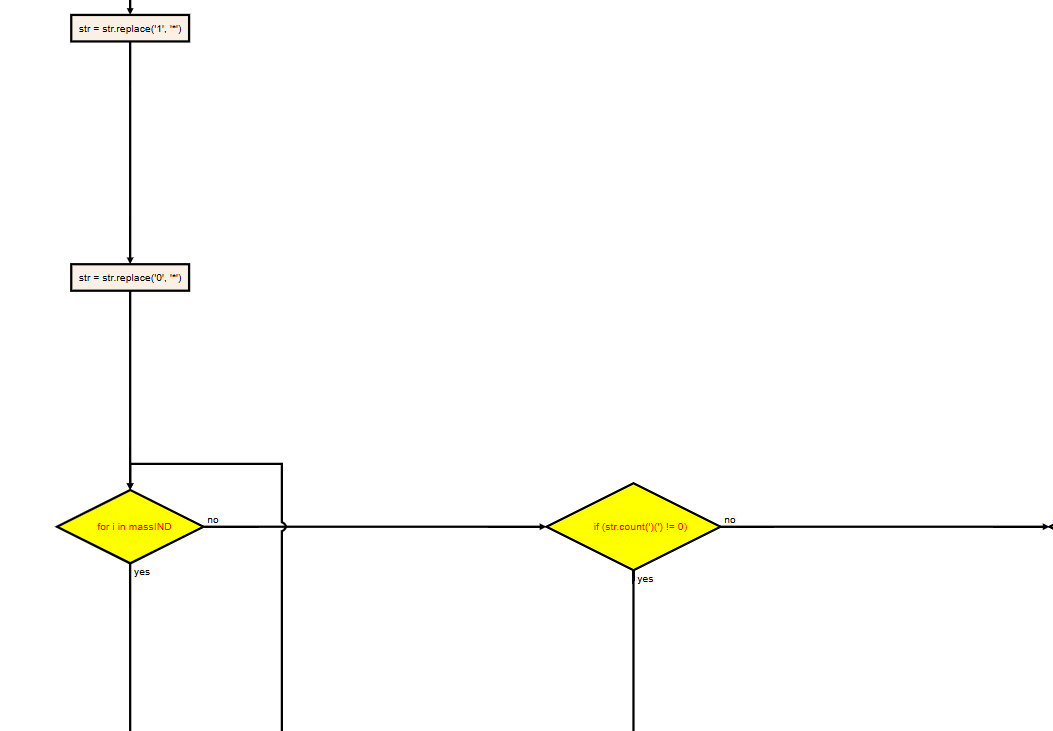 str = str.replace('1', '*')
str = str.replace('0', '*')
for i in massIND
no
yes
if (str.count(')(') != 0)
no
yes